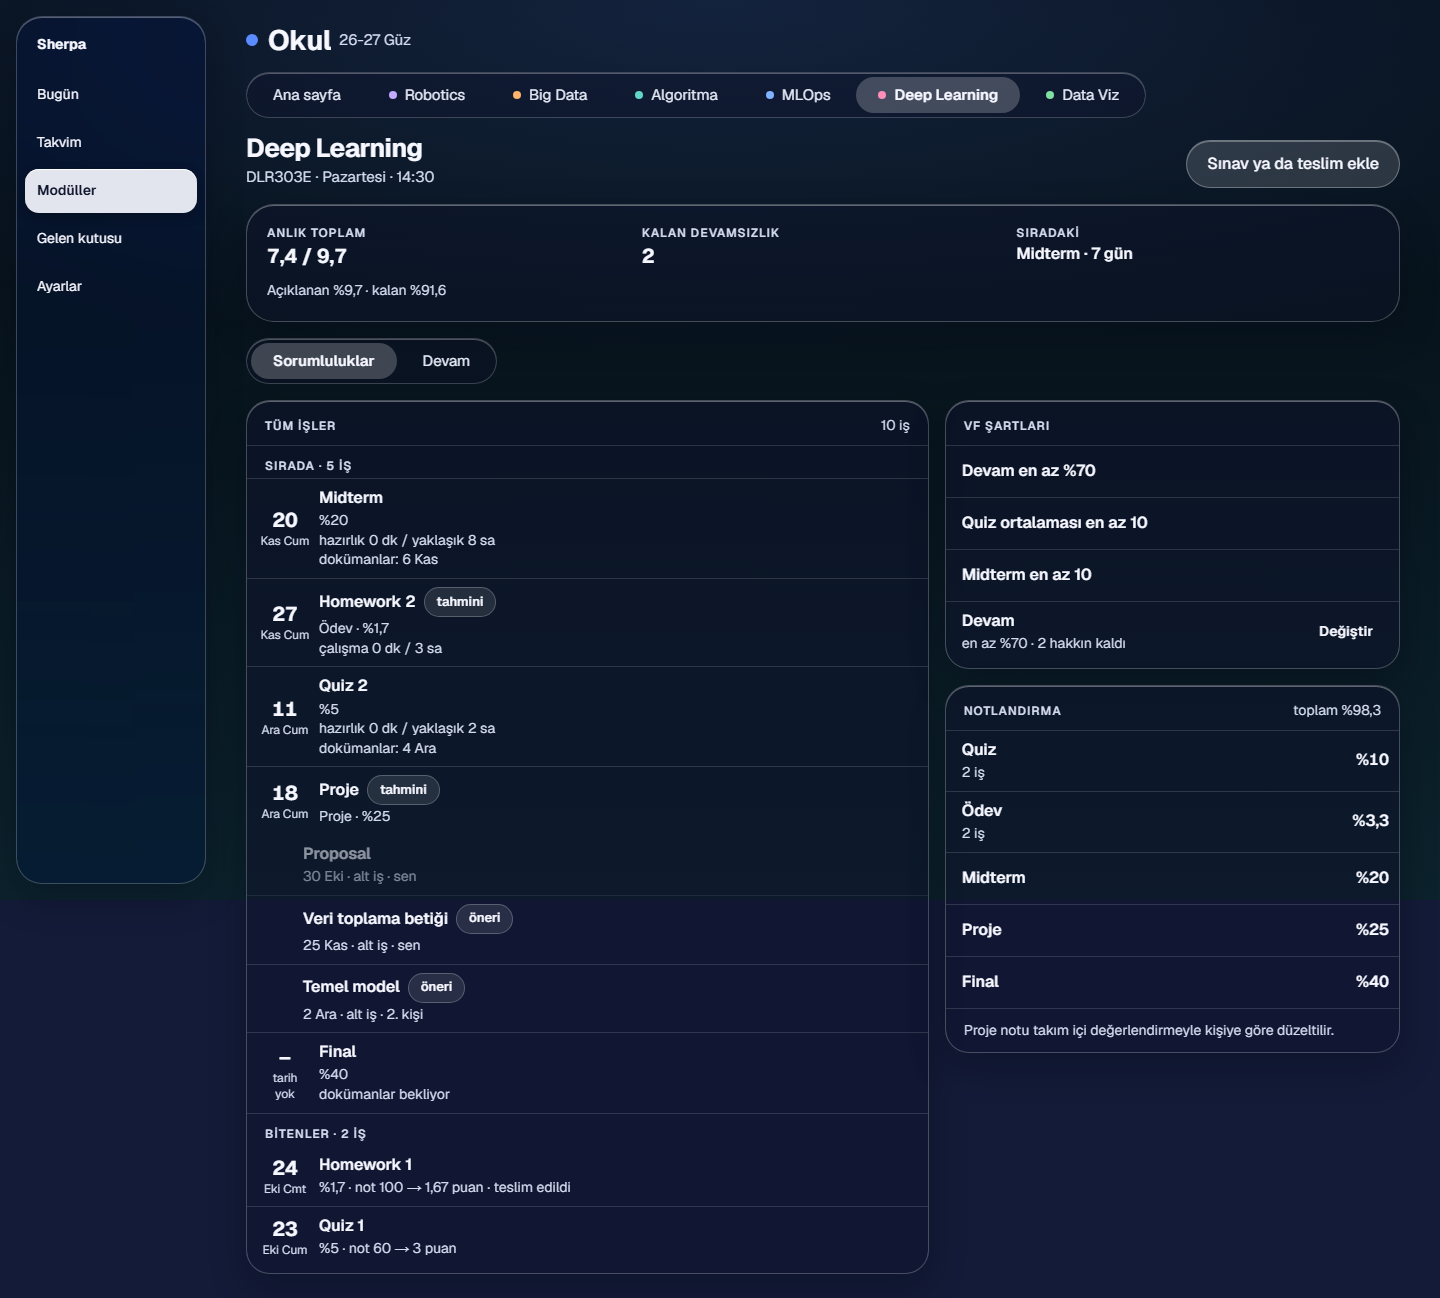 Sherpa
Bugün
Takvim
Modüller
Gelen kutusu
Ayarlar
Okul 26-27 Güz
Ana sayfa Robotics Big Data Algoritma MLOps Deep Learning Data Viz
Deep Learning
DLR303E · Pazartesi · 14:30
Sınav ya da teslim ekle
ANLIK TOPLAM
7,4 / 9,7
Açıklanan %9,7 · kalan %91,6
KALAN DEVAMSIZLIK
2
SIRADAKİ
Midterm · 7 gün
Sorumluluklar Devam
TÜM İŞLER 10 iş
SIRADA · 5 İŞ
20
Kas Cum
Midterm
%20
hazırlık 0 dk / yaklaşık 8 sa
dokümanlar: 6 Kas
27
Kas Cum
Homework 2 tahmini
Ödev · %1,7
çalışma 0 dk / 3 sa
11
Ara Cum
Quiz 2
%5
hazırlık 0 dk / yaklaşık 2 sa
dokümanlar: 4 Ara
18
Ara Cum
Proje tahmini
Proje · %25
Proposal
30 Eki · alt iş · sen
Veri toplama betiği öneri
25 Kas · alt iş · sen
Temel model öneri
2 Ara · alt iş · 2. kişi
–
tarih
yok
Final
%40
dokümanlar bekliyor
BİTENLER · 2 İŞ
24
Eki Cmt
Homework 1
%1,7 · not 100 → 1,67 puan · teslim edildi
23
Eki Cum
Quiz 1
%5 · not 60 → 3 puan
VF ŞARTLARI
Devam en az %70
Quiz ortalaması en az 10
Midterm en az 10
Devam
en az %70 · 2 hakkın kaldı
Değiştir
NOTLANDIRMA toplam %98,3
Quiz
2 iş
%10
Ödev
2 iş
%3,3
Midterm %20
Proje %25
Final %40
Proje notu takım içi değerlendirmeyle kişiye göre düzeltilir.